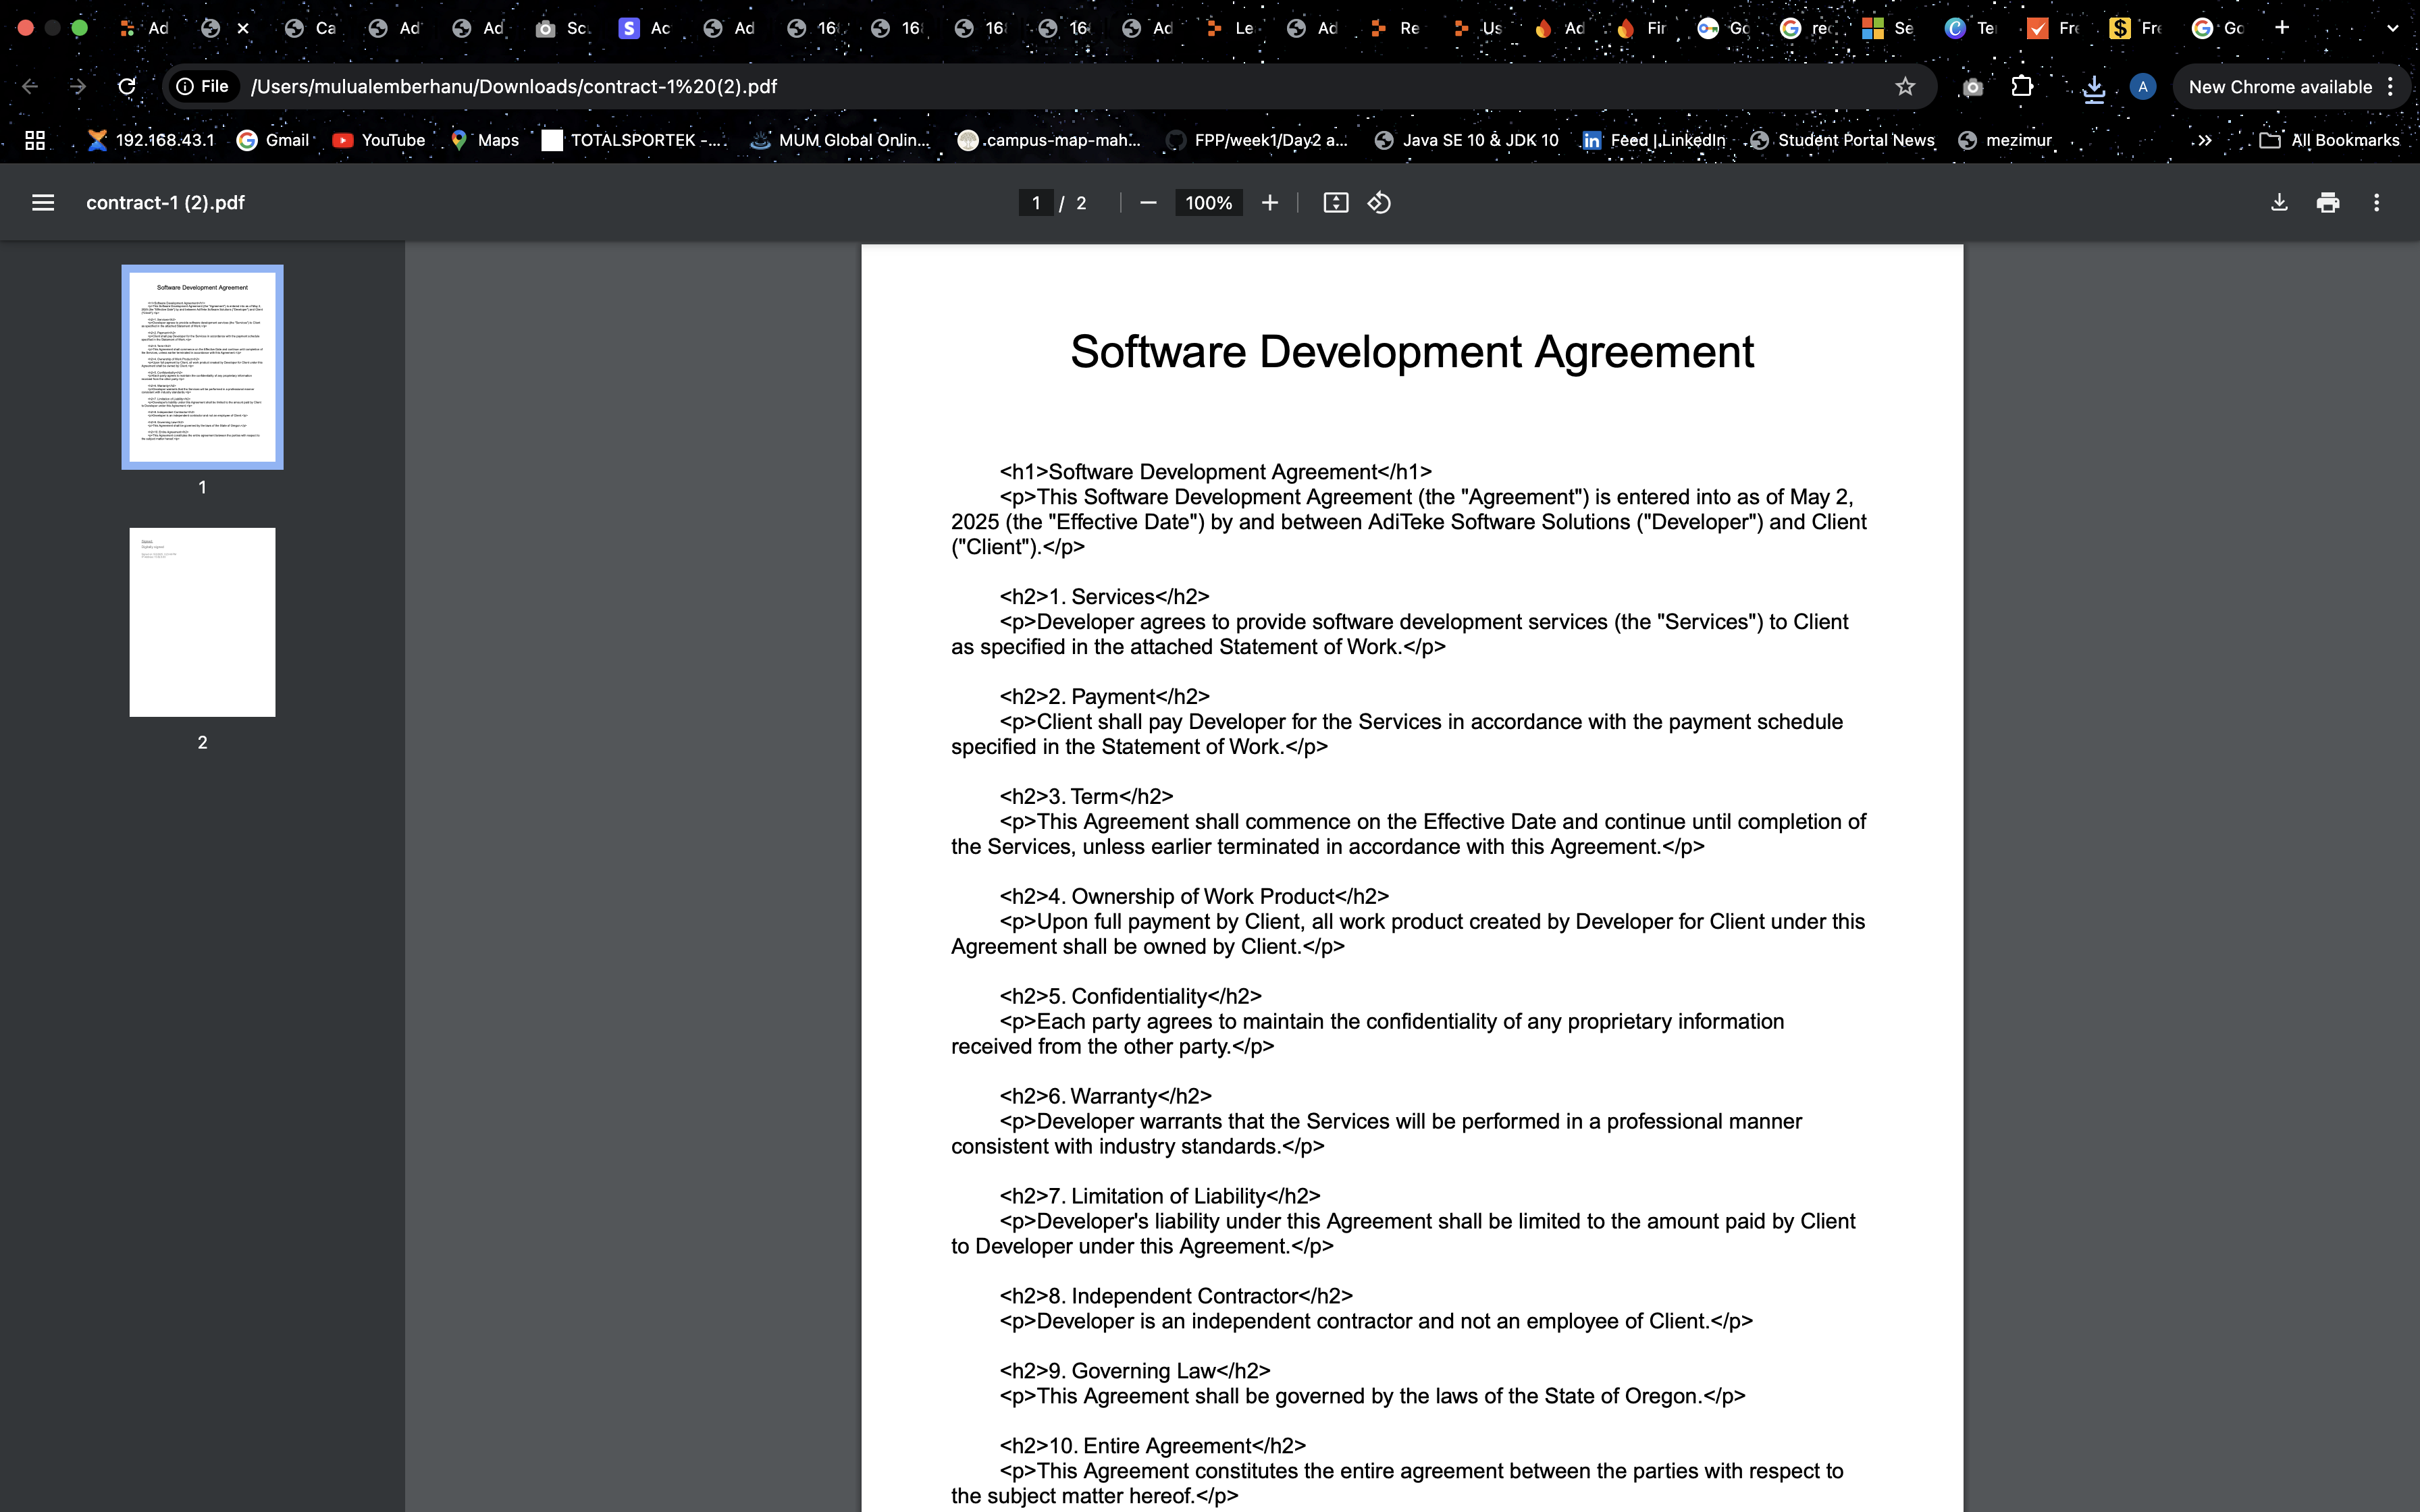 Ad
Ca
Ad
Ad
Sc
Ac
Ad
16
16
16
16
Ad
Le
Ad
Re
Us
Ad
Fir
Go
rec
Se
Te
Fre
Fre
Go
File
/Users/mulualemberhanu/Downloads/contract-1%20(2).pdf
A
New Chrome available
192.168.43.1
Gmail
YouTube
Maps
TOTALSPORTEK -....
MUM Global Onlin...
campus-map-mah...
FPP/week1/Day2 a...
Java SE 10 & JDK 10
Feed | LinkedIn
Student Portal News
mezimur
All Bookmarks
contract-1 (2).pdf
1 / 2
100%
1
2
Software Development Agreement
<h1>Software Development Agreement</h1>
<p>This Software Development Agreement (the "Agreement") is entered into as of May 2,
2025 (the "Effective Date") by and between AdiTeke Software Solutions ("Developer") and Client
("Client").</p>
<h2>1. Services</h2>
<p>Developer agrees to provide software development services (the "Services") to Client
as specified in the attached Statement of Work.</p>
<h2>2. Payment</h2>
<p>Client shall pay Developer for the Services in accordance with the payment schedule
specified in the Statement of Work.</p>
<h2>3. Term</h2>
<p>This Agreement shall commence on the Effective Date and continue until completion of
the Services, unless earlier terminated in accordance with this Agreement.</p>
<h2>4. Ownership of Work Product</h2>
<p>Upon full payment by Client, all work product created by Developer for Client under this
Agreement shall be owned by Client.</p>
<h2>5. Confidentiality</h2>
<p>Each party agrees to maintain the confidentiality of any proprietary information
received from the other party.</p>
<h2>6. Warranty</h2>
<p>Developer warrants that the Services will be performed in a professional manner
consistent with industry standards.</p>
<h2>7. Limitation of Liability</h2>
<p>Developer's liability under this Agreement shall be limited to the amount paid by Client
to Developer under this Agreement.</p>
<h2>8. Independent Contractor</h2>
<p>Developer is an independent contractor and not an employee of Client.</p>
<h2>9. Governing Law</h2>
<p>This Agreement shall be governed by the laws of the State of Oregon.</p>
<h2>10. Entire Agreement</h2>
<p>This Agreement constitutes the entire agreement between the parties with respect to
the subject matter hereof.</p>